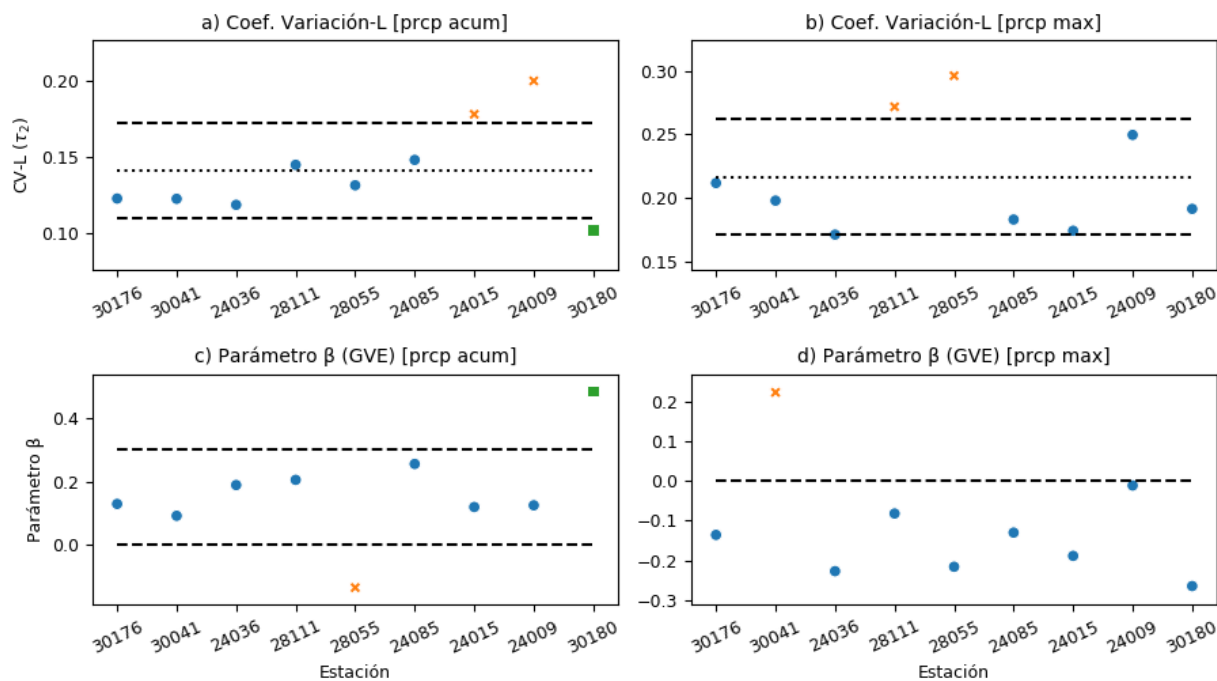 a) Coef. Variación-L [prcp acum]
CV-L (τ2)
0.20
0.15
0.10
30176 30041 24036 28111 28055 24085 24015 24009 30180
b) Coef. Variación-L [prcp max]
0.30
0.25
0.20
0.15
30176 30041 24036 28111 28055 24085 24015 24009 30180
c) Parámetro β (GVE) [prcp acum]
Parámetro β
0.4
0.2
0.0
30176 30041 24036 28111 28055 24085 24015 24009 30180
Estación
d) Parámetro β (GVE) [prcp max]
0.2
0.1
0.0
−0.1
−0.2
−0.3
30176 30041 24036 28111 28055 24085 24015 24009 30180
Estación